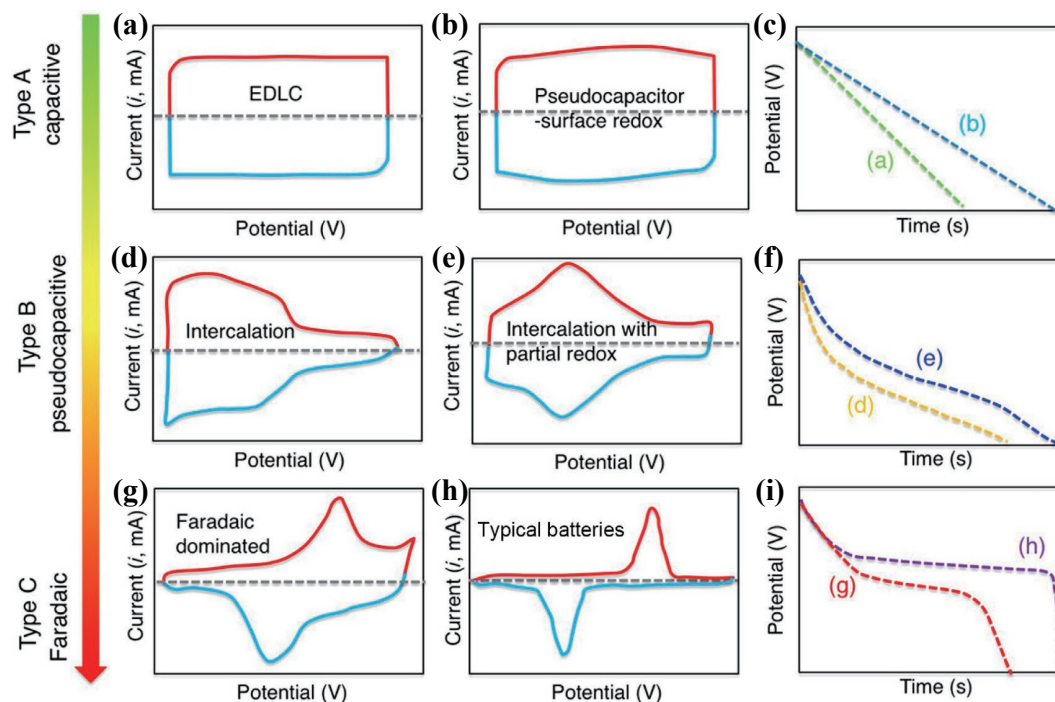 Type A
capacitive
(a)
Current (i, mA)
EDLC
Potential (V)
(b)
Current (i, mA)
Pseudocapacitor
-surface redox
Potential (V)
(c)
Potential (V)
(b)
(a)
Time (s)
Type B
pseudocapacitive
(d)
Current (i, mA)
Intercalation
Potential (V)
(e)
Current (i, mA)
Intercalation with
partial redox
Potential (V)
(f)
Potential (V)
(e)
(d)
Time (s)
Type C
Faradaic
(g)
Current (i, mA)
Faradaic
dominated
Potential (V)
(h)
Current (i, mA)
Typical batteries
Potential (V)
(i)
Potential (V)
(h)
(g)
Time (s)